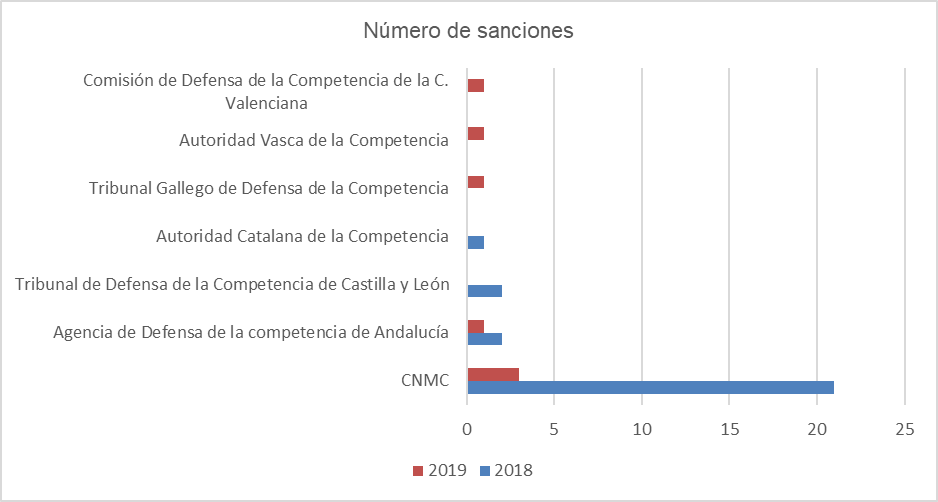 Número de sanciones
Comisión de Defensa de la Competencia de la C.
Valenciana
Autoridad Vasca de la Competencia
Tribunal Gallego de Defensa de la Competencia
Autoridad Catalana de la Competencia
Tribunal de Defensa de la Competencia de Castilla y León
Agencia de Defensa de la competencia de Andalucía
CNMC
0 5 10 15 20 25
2019 2018